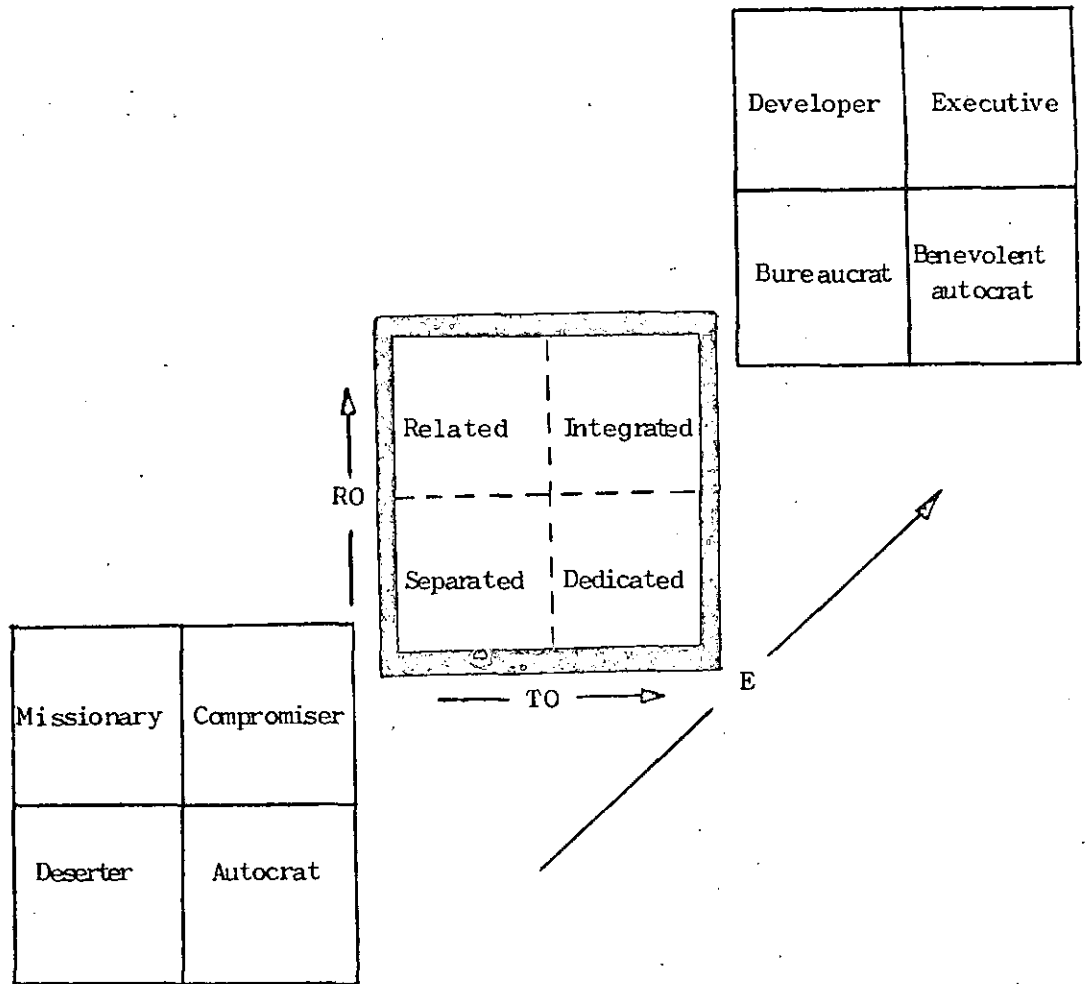 Developer Executive
Bureaucrat Benevolent
autocrat
Related Integrated
RO
Separated Dedicated
TO
E
Missionary Compromiser
Deserter Autocrat